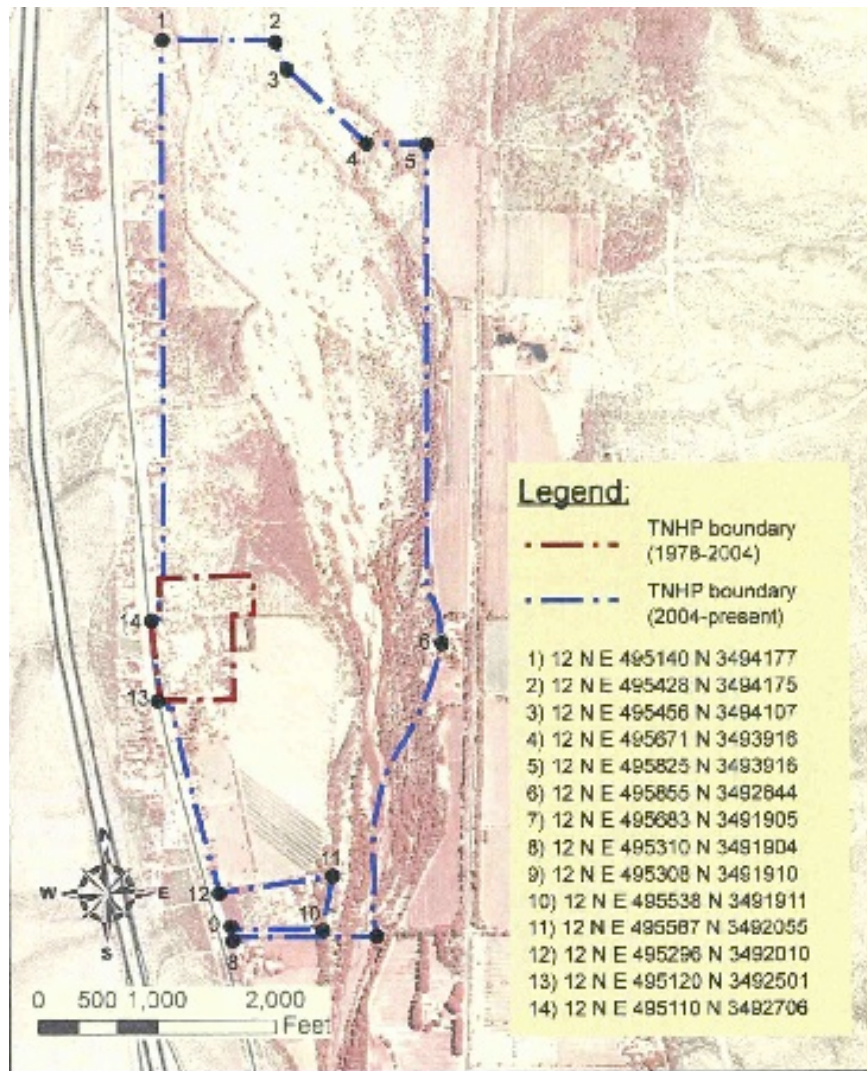 1
2
3
4
5
Legend:
TNHP boundary
(1978-2004)
TNHP boundary
(2004-present)
14
6
13
1) 12 N E 495140 N 3494177
2) 12 N E 495428 N 3494175
3) 12 N E 495456 N 3494107
4) 12 N E 495671 N 3493916
5) 12 N E 495825 N 3493916
6) 12 N E 495855 N 3492644
7) 12 N E 495683 N 3491905
8) 12 N E 495310 N 3491904
9) 12 N E 495308 N 3491910
10) 12 N E 495538 N 3491911
11) 12 N E 495567 N 3492055
12) 12 N E 495296 N 3492010
13) 12 N E 495120 N 3492501
14) 12 N E 495110 N 3492706
N
W E
S
11
12
9
10
8
7
0 500 1,000 2,000
Feet